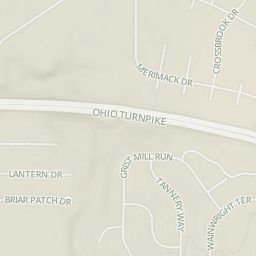 CROSSBROOK DR
MERIMACK DR
OHIO TURNPIKE
GRIST MILL RUN
LANTERN DR
TANNERY WAY
BRIAR PATCH DR
WAINWRIGHT TER